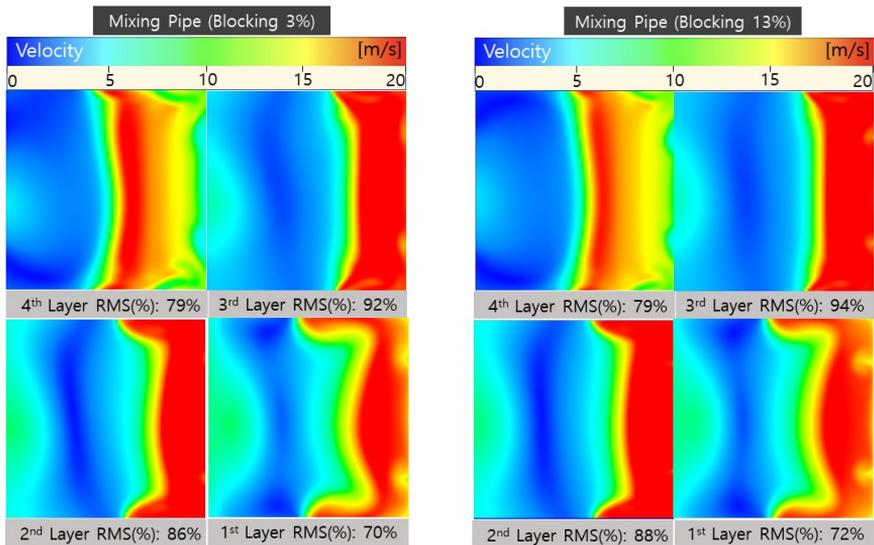 Mixing Pipe (Blocking 3%)
Velocity [m/s]
0 5 10 15 20
4th Layer RMS(%): 79% 3rd Layer RMS(%): 92%
2nd Layer RMS(%): 86% 1st Layer RMS(%): 70%
Mixing Pipe (Blocking 13%)
Velocity [m/s]
0 5 10 15 20
4th Layer RMS(%): 79% 3rd Layer RMS(%): 94%
2nd Layer RMS(%): 88% 1st Layer RMS(%): 72%